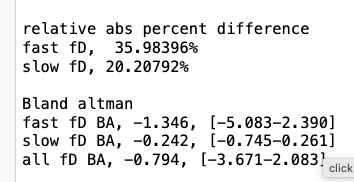 relative abs percent difference
fast fD,  35.98396%
slow fD, 20.20792%
Bland altman
fast fD BA, -1.346, [-5.083-2.390]
slow fD BA, -0.242, [-0.745-0.261]
all fD BA, -0.794, [-3.671-2.083]
click